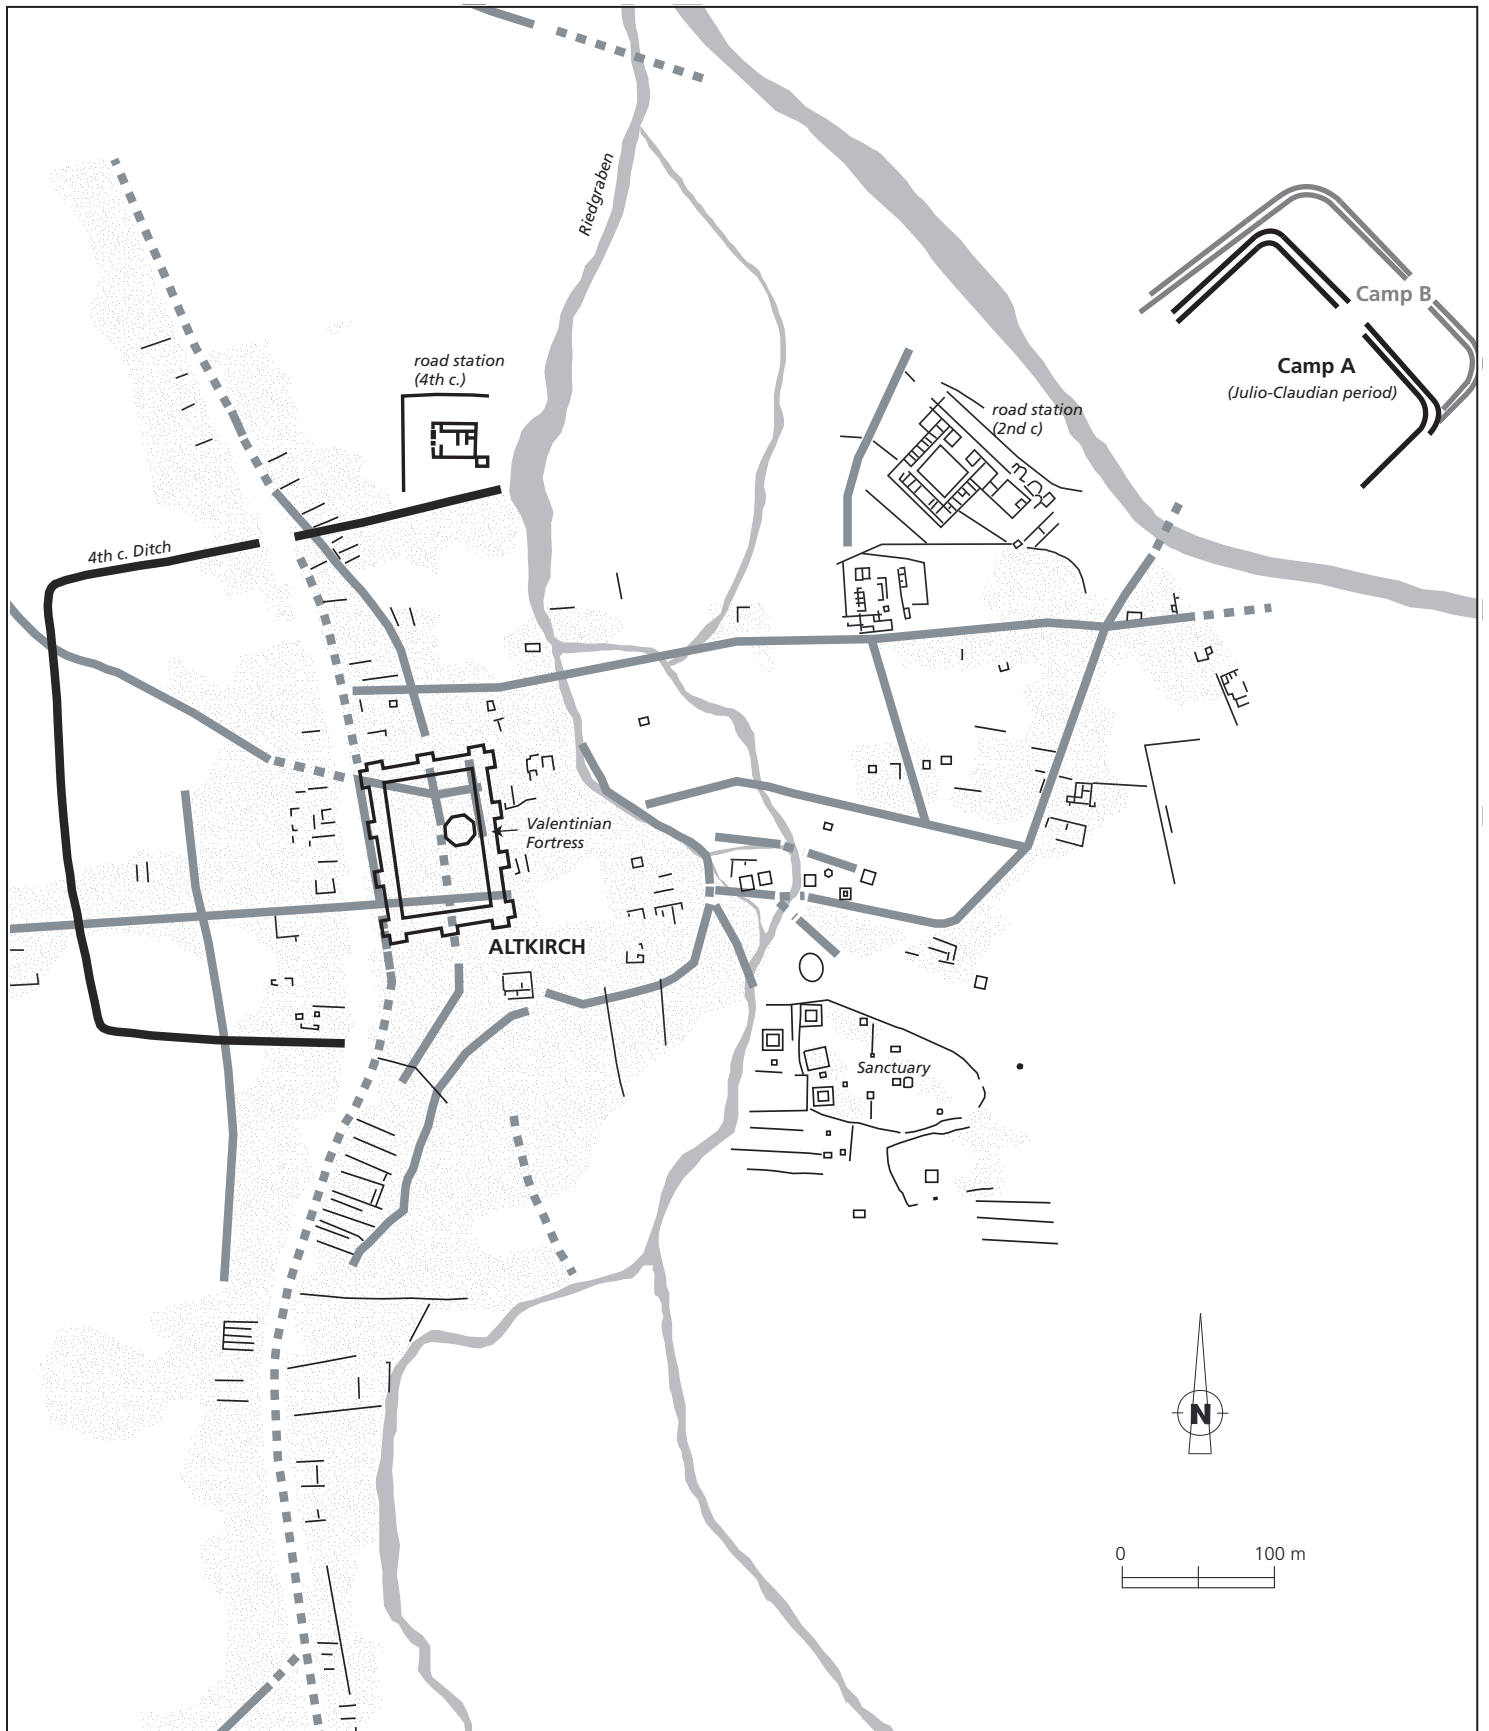 Riedgraben
Camp B
Camp A
(Julio-Claudian period)
road station
(4th c.)
road station
(2nd c)
4th c. Ditch
Valentinian
Fortress
ALTKIRCH
Sanctuary
N
0 100 m